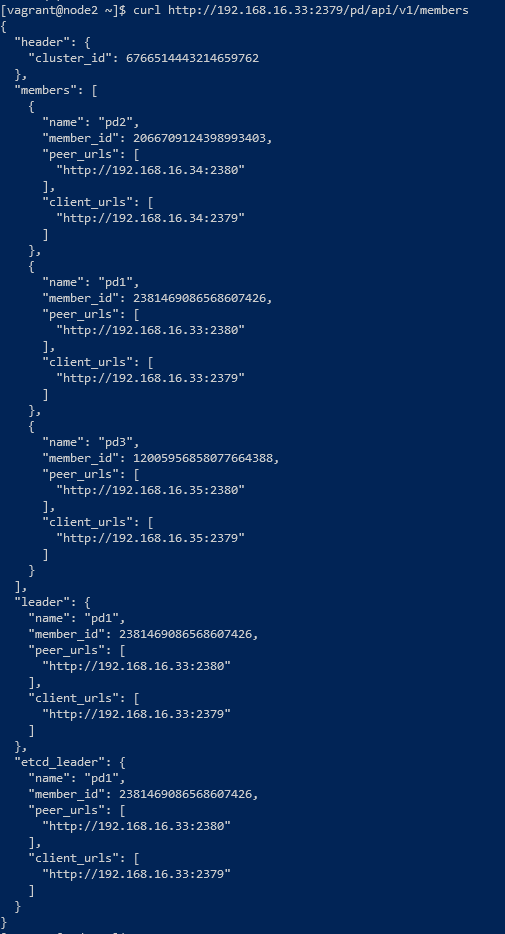 [vagrant@node2 ~]$ curl http://192.168.16.33:2379/pd/api/v1/members
{
  "header": {
    "cluster_id": 6766514443214659762
  },
  "members": [
    {
      "name": "pd2",
      "member_id": 2066709124398993403,
      "peer_urls": [
        "http://192.168.16.34:2380"
      ],
      "client_urls": [
        "http://192.168.16.34:2379"
      ]
    },
    {
      "name": "pd1",
      "member_id": 2381469086568607426,
      "peer_urls": [
        "http://192.168.16.33:2380"
      ],
      "client_urls": [
        "http://192.168.16.33:2379"
      ]
    },
    {
      "name": "pd3",
      "member_id": 12005956858077664388,
      "peer_urls": [
        "http://192.168.16.35:2380"
      ],
      "client_urls": [
        "http://192.168.16.35:2379"
      ]
    }
  ],
  "leader": {
    "name": "pd1",
    "member_id": 2381469086568607426,
    "peer_urls": [
      "http://192.168.16.33:2380"
    ],
    "client_urls": [
      "http://192.168.16.33:2379"
    ]
  },
  "etcd_leader": {
    "name": "pd1",
    "member_id": 2381469086568607426,
    "peer_urls": [
      "http://192.168.16.33:2380"
    ],
    "client_urls": [
      "http://192.168.16.33:2379"
    ]
  }
}